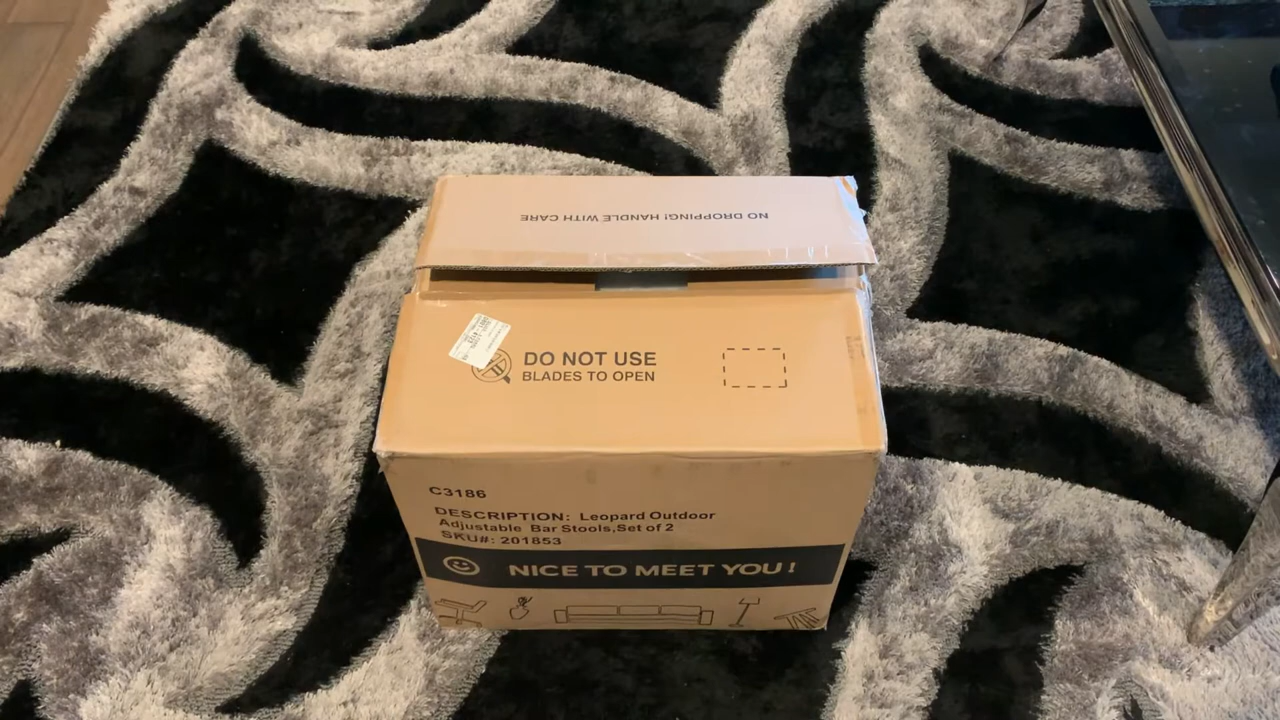 NO DROPPING! HANDLE WITH CARE
DO NOT USE
BLADES TO OPEN
C3186
DESCRIPTION: Leopard Outdoor
Adjustable Bar Stools,Set of 2
SKU#: 201853
NICE TO MEET YOU!